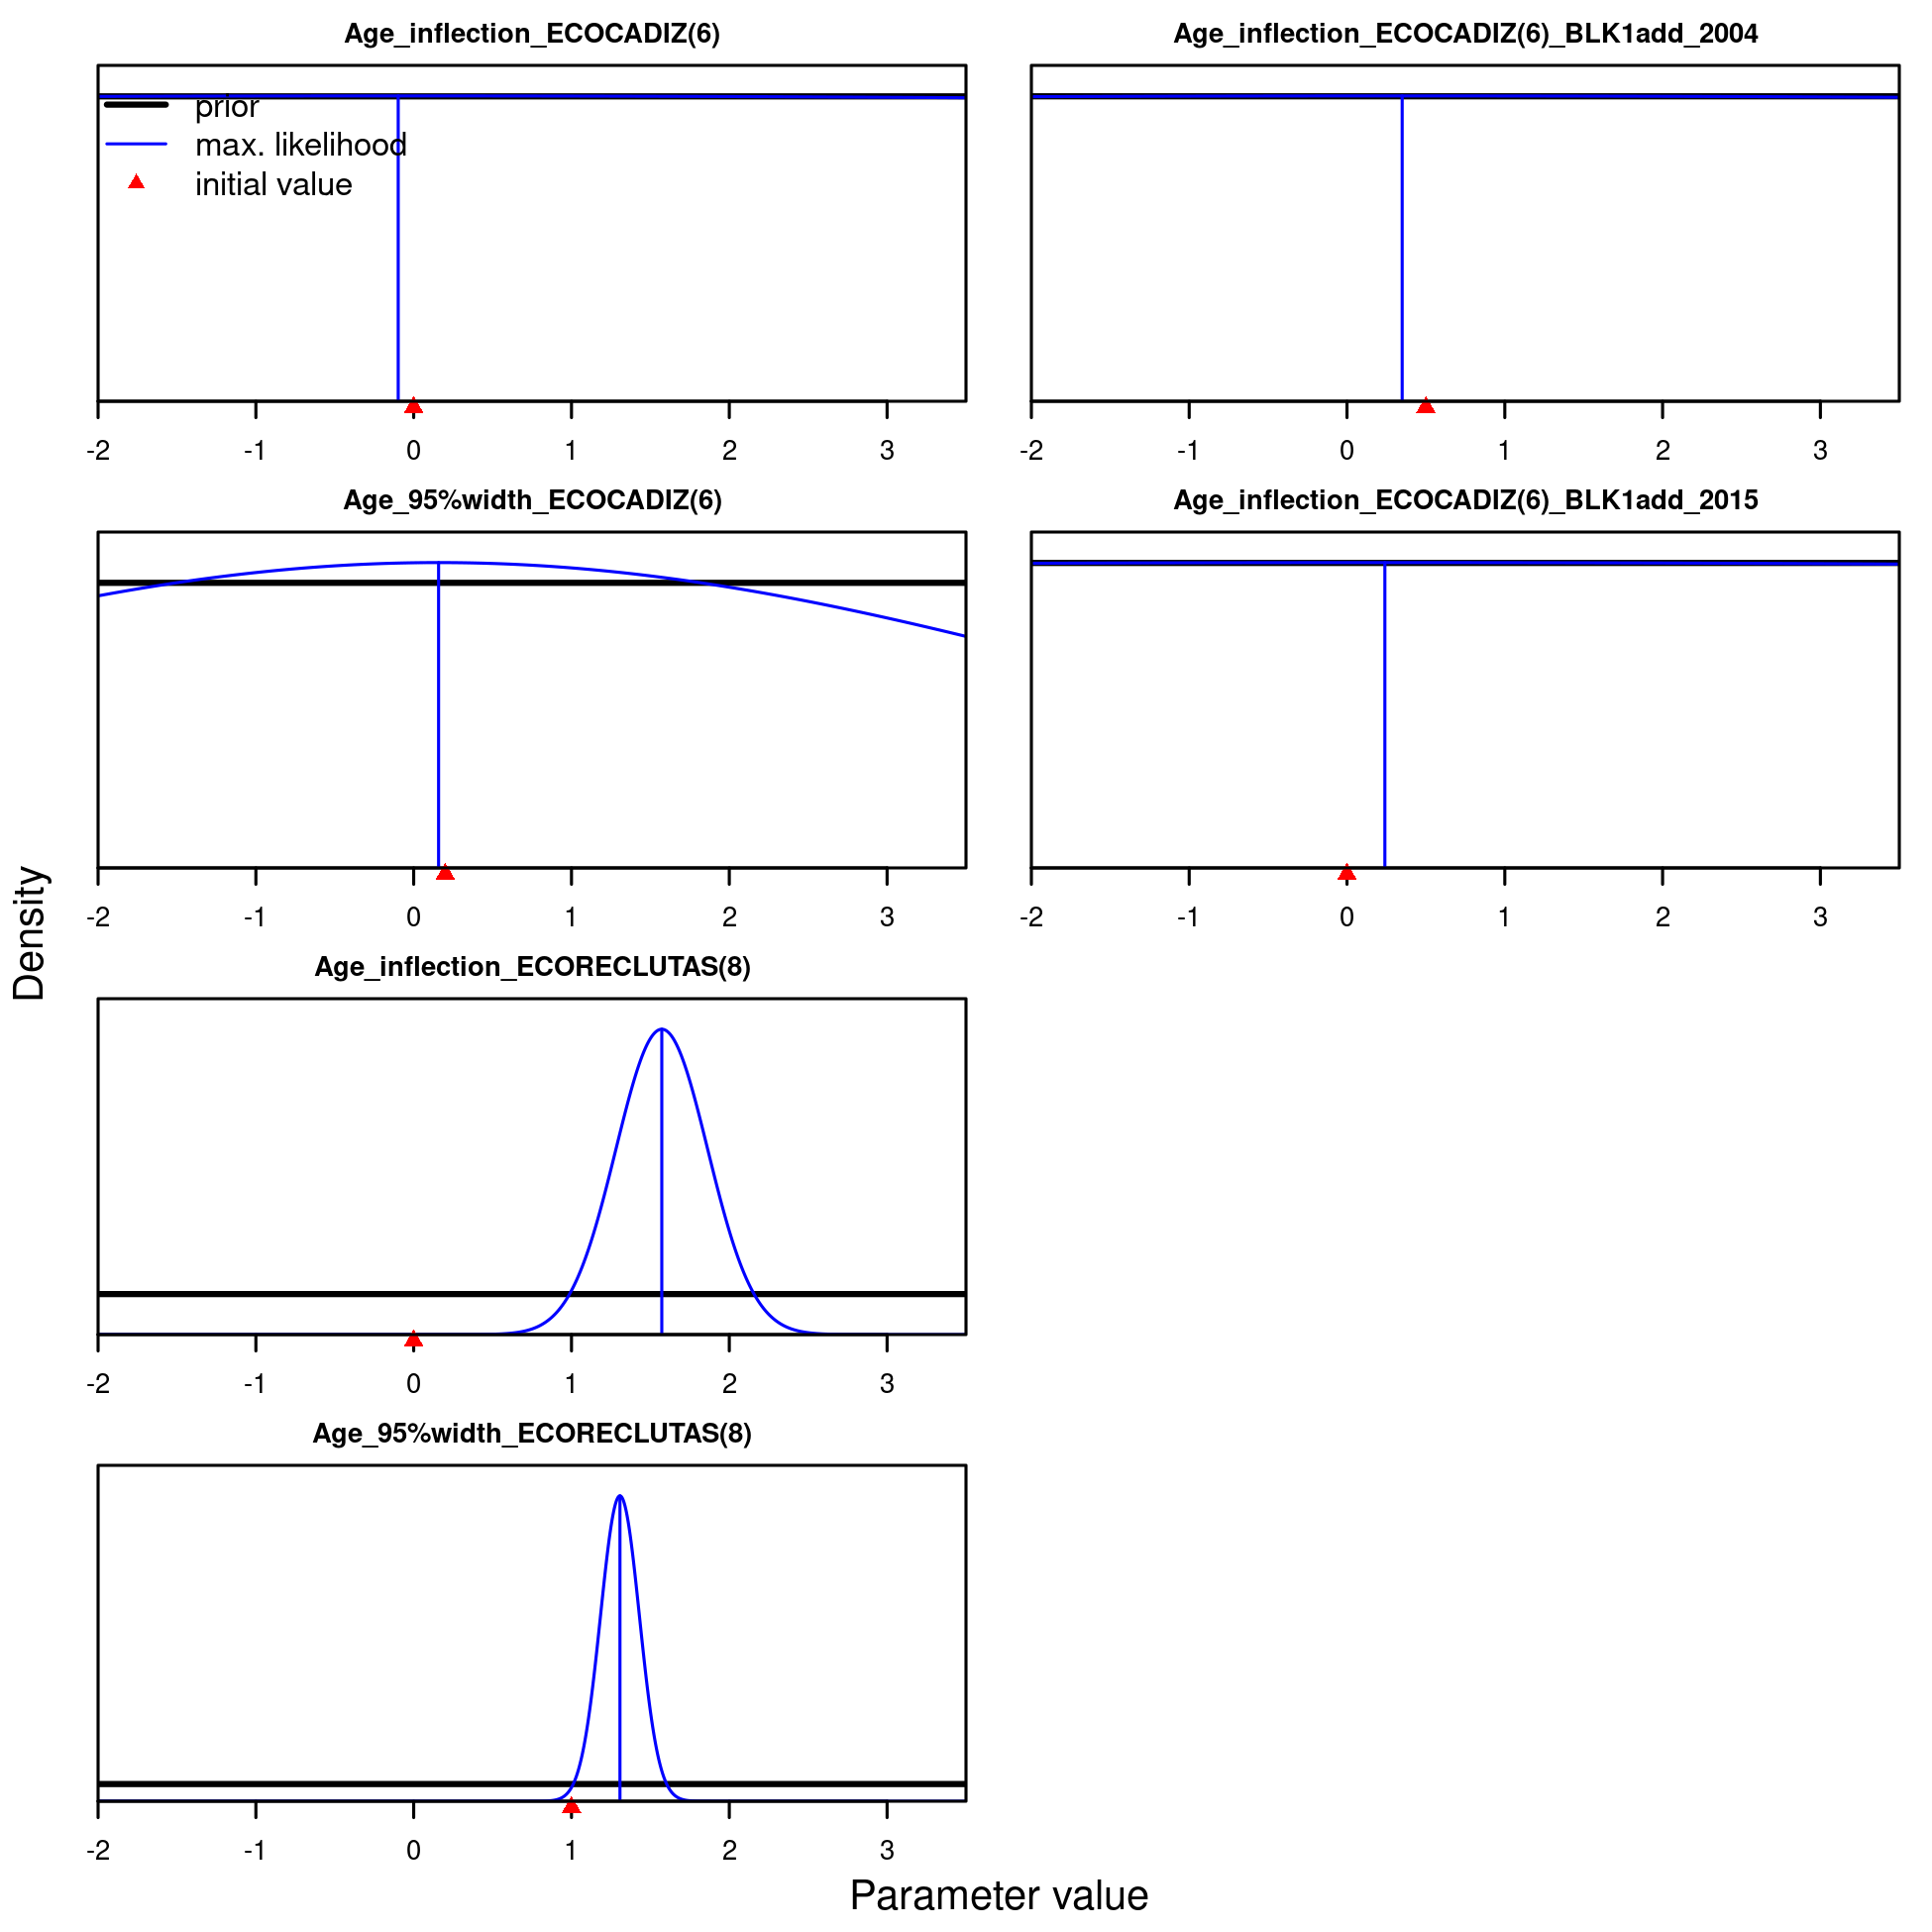 Age_inflection_ECOCADIZ(6)
prior
max. likelihood
initial value
-2 -1 0 1 2 3
Age_inflection_ECOCADIZ(6)_BLK1add_2004
-2 -1 0 1 2 3
Age_95%width_ECOCADIZ(6)
-2 -1 0 1 2 3
Age_inflection_ECOCADIZ(6)_BLK1add_2015
-2 -1 0 1 2 3
Age_inflection_ECORECLUTAS(8)
-2 -1 0 1 2 3
Age_95%width_ECORECLUTAS(8)
-2 -1 0 1 2 3
Density
Parameter value